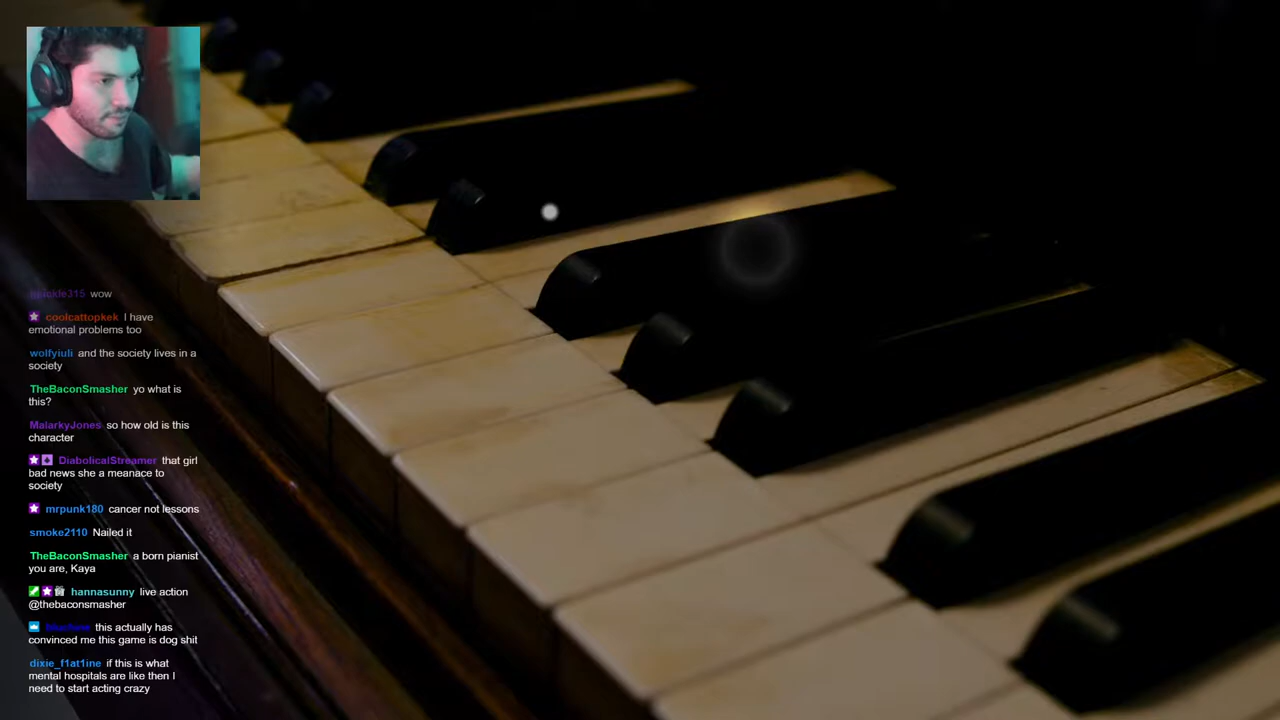 wow
coolcattopkek I have
emotional problems too
wolfyiuli and the society lives in a
society
TheBaconSmasher yo what is
this?
MalarkyJones so how old is this
character
DiabolicalStreamer that girl
bad news she a meanace to
society
mrpunk180 cancer not lessons
smoke2110 Nailed it
TheBaconSmasher a born pianist
you are, Kaya
hannasunny live action
@thebaconsmasher
this actually has
convinced me this game is dog shit
dixie_f1at1ine if this is what
mental hospitals are like then I
need to start acting crazy